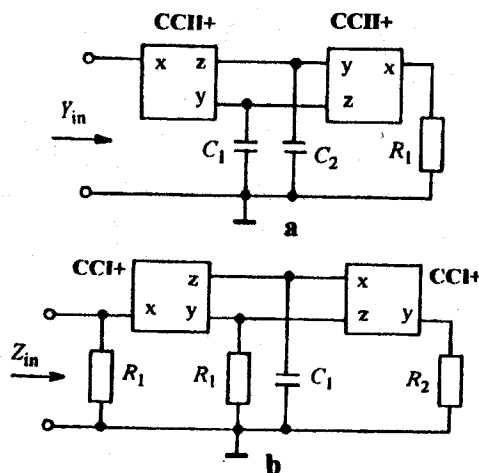 CCII+ CCII+
x z y x
y z
Y_in
C_1 C_2 R_1
a
CCI+ CCI+
z x
x y z y
Z_in
R_1 R_1 C_1 R_2
b